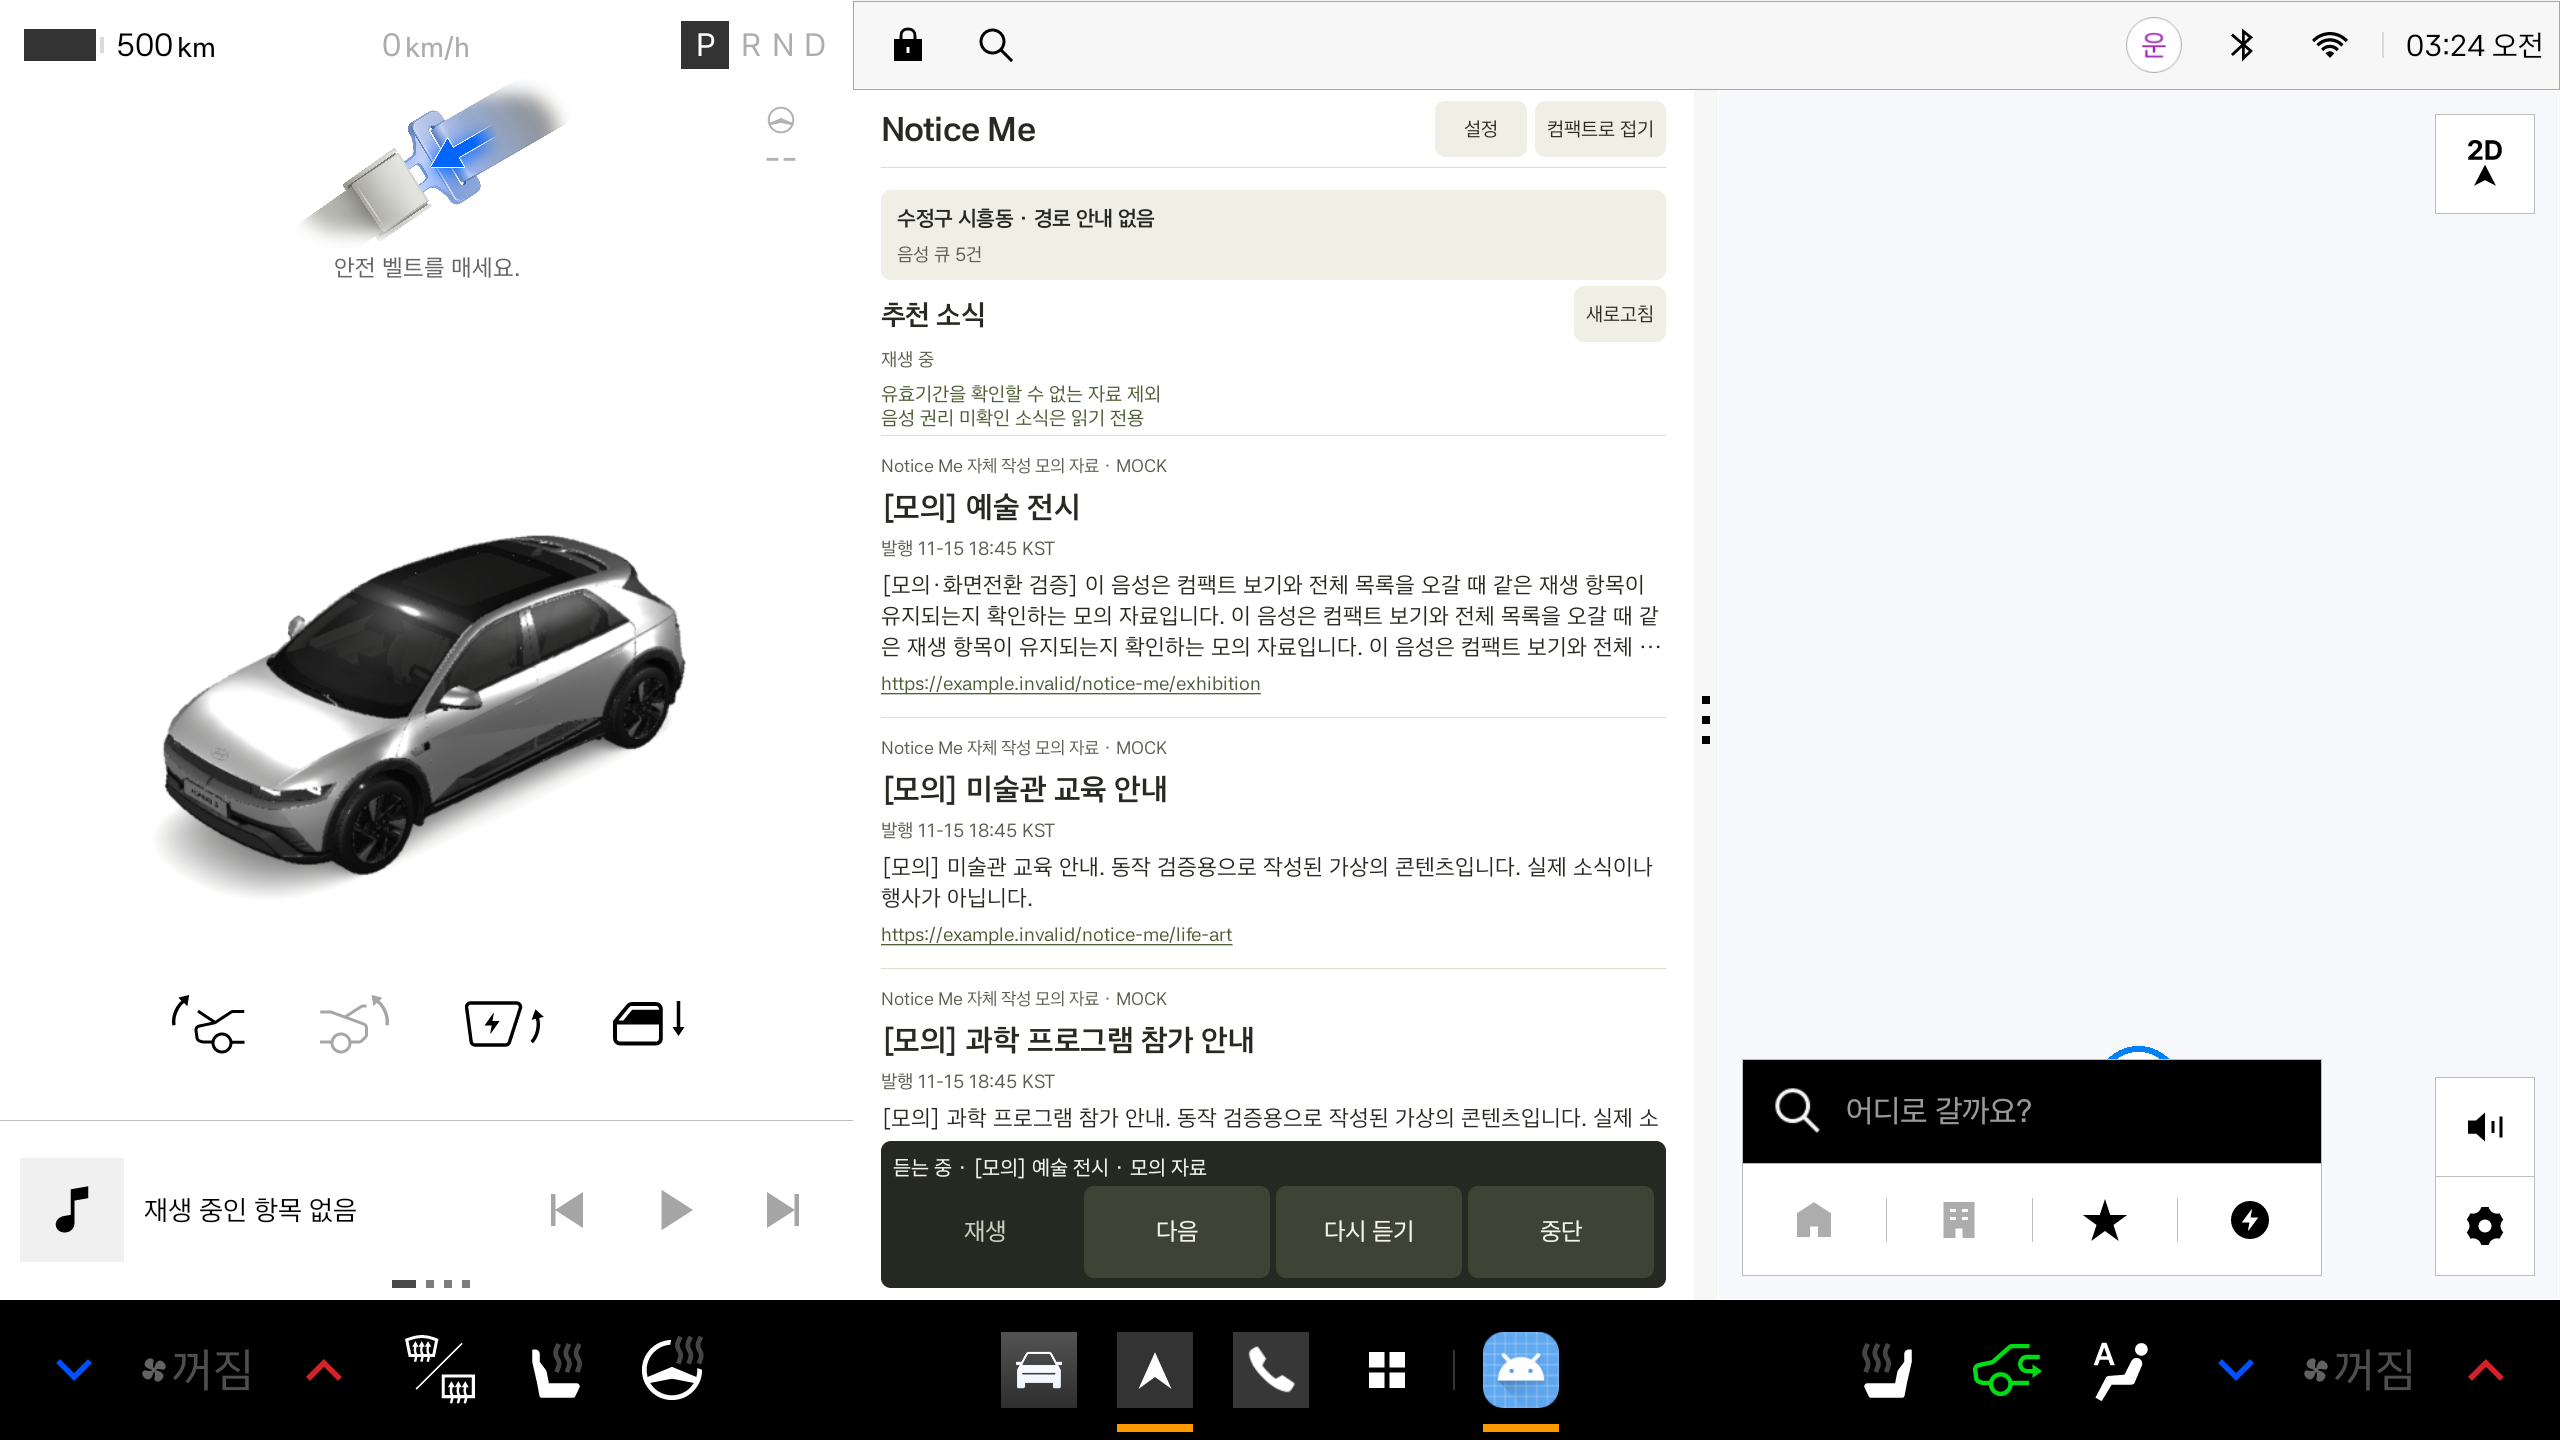 500 km
0 km/h
P R N D
03:24 오전
운
안전 벨트를 매세요.
재생 중인 항목 없음
Notice Me
설정
컴팩트로 접기
수정구 시흥동 · 경로 안내 없음
음성 큐 5건
추천 소식
새로고침
재생 중
유효기간을 확인할 수 없는 자료 제외
음성 권리 미확인 소식은 읽기 전용
Notice Me 자체 작성 모의 자료 · MOCK
[모의] 예술 전시
발행 11-15 18:45 KST
[모의·화면전환 검증] 이 음성은 컴팩트 보기와 전체 목록을 오갈 때 같은 재생 항목이
유지되는지 확인하는 모의 자료입니다. 이 음성은 컴팩트 보기와 전체 목록을 오갈 때 같
은 재생 항목이 유지되는지 확인하는 모의 자료입니다. 이 음성은 컴팩트 보기와 전체 …
https://example.invalid/notice-me/exhibition
Notice Me 자체 작성 모의 자료 · MOCK
[모의] 미술관 교육 안내
발행 11-15 18:45 KST
[모의] 미술관 교육 안내. 동작 검증용으로 작성된 가상의 콘텐츠입니다. 실제 소식이나
행사가 아닙니다.
https://example.invalid/notice-me/life-art
Notice Me 자체 작성 모의 자료 · MOCK
[모의] 과학 프로그램 참가 안내
발행 11-15 18:45 KST
[모의] 과학 프로그램 참가 안내. 동작 검증용으로 작성된 가상의 콘텐츠입니다. 실제 소
듣는 중 · [모의] 예술 전시 · 모의 자료
재생
다음
다시 듣기
중단
2D
어디로 갈까요?
꺼짐
A
꺼짐